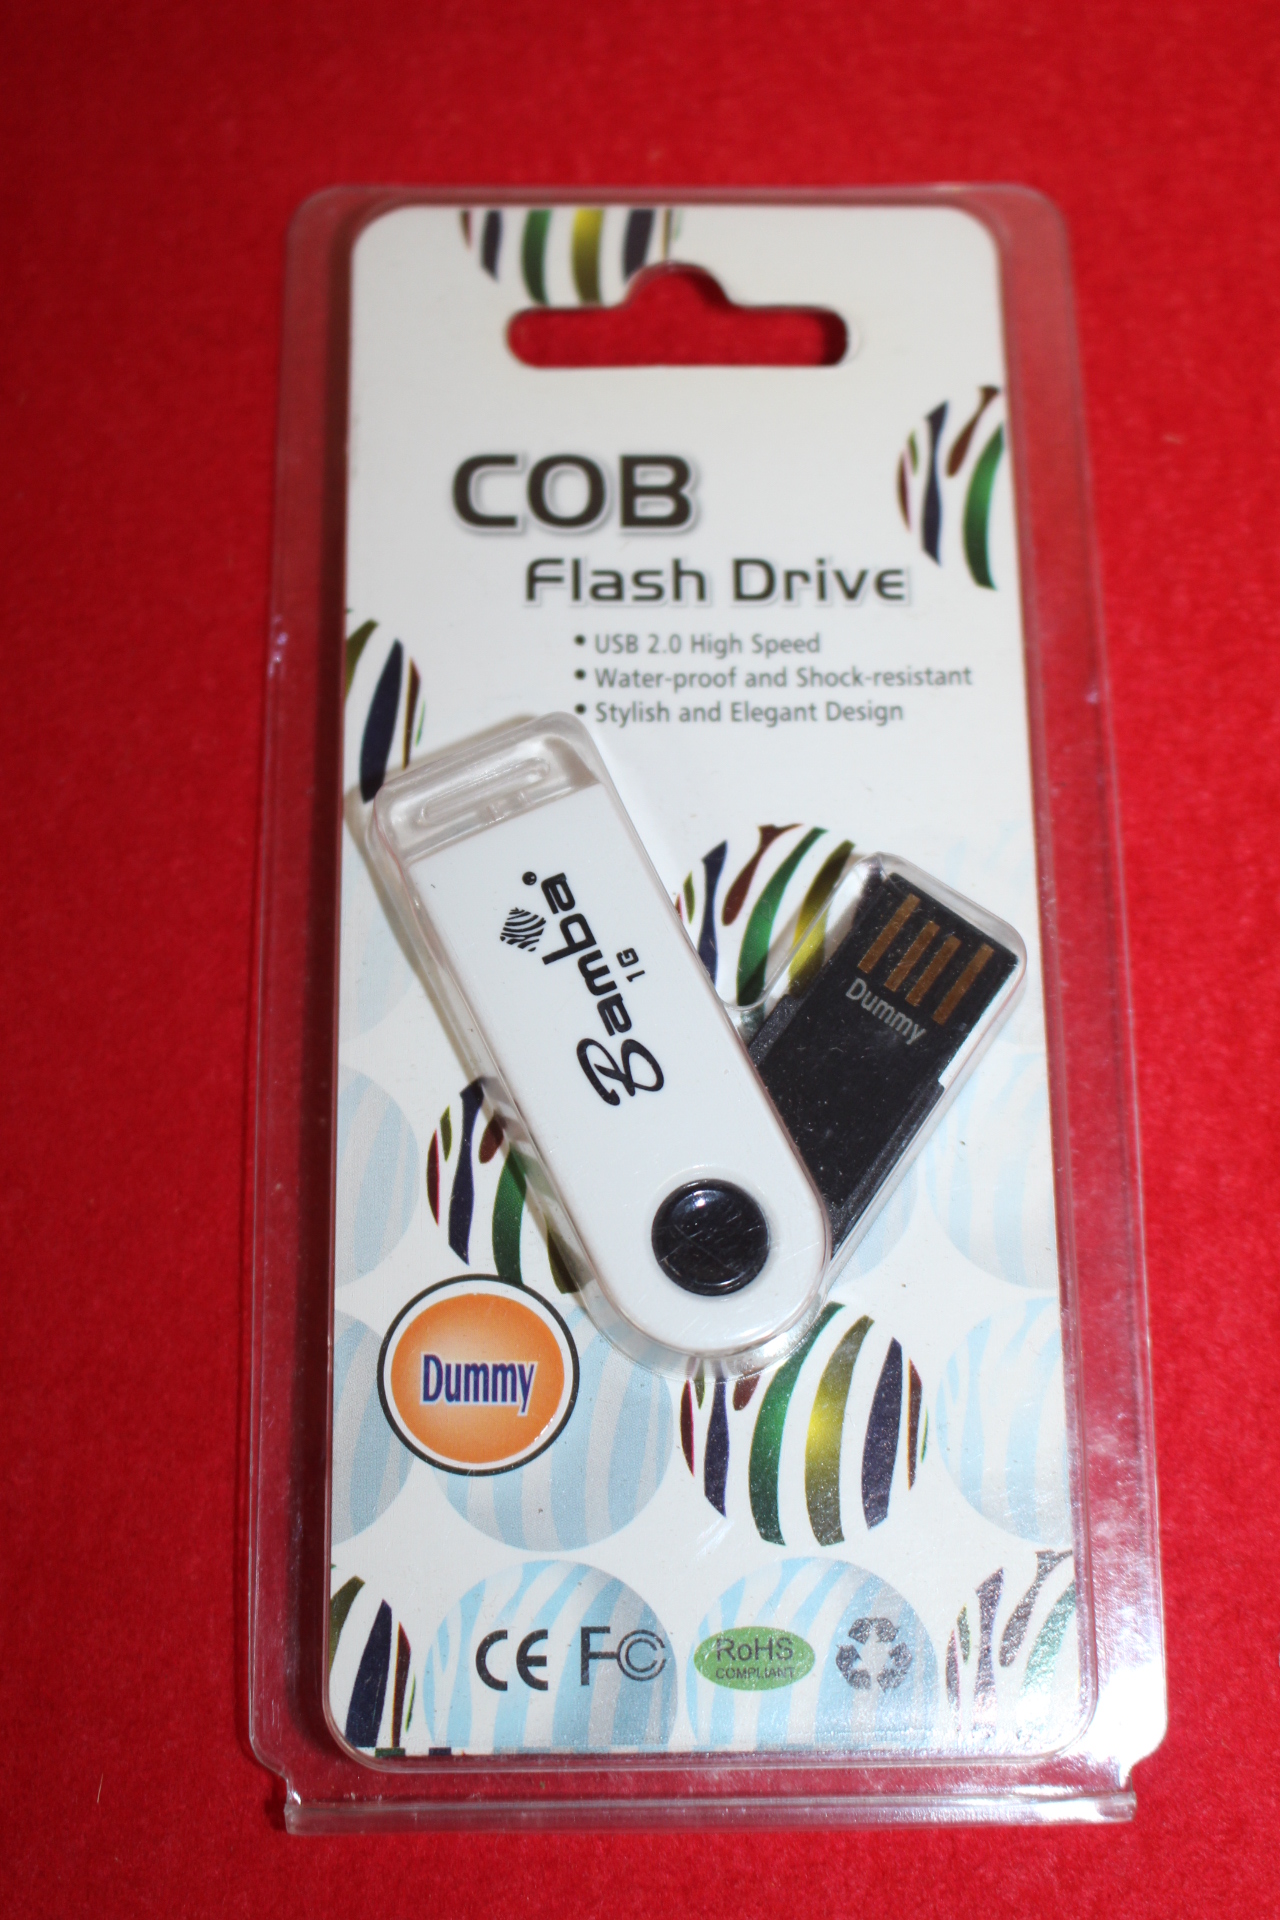 COB
Flash Drive
• USB 2.0 High Speed
• Water-proof and Shock-resistant
• Stylish and Elegant Design
Samba
1G
Dummy
Dummy
CE FC RoHS
COMPLIANT